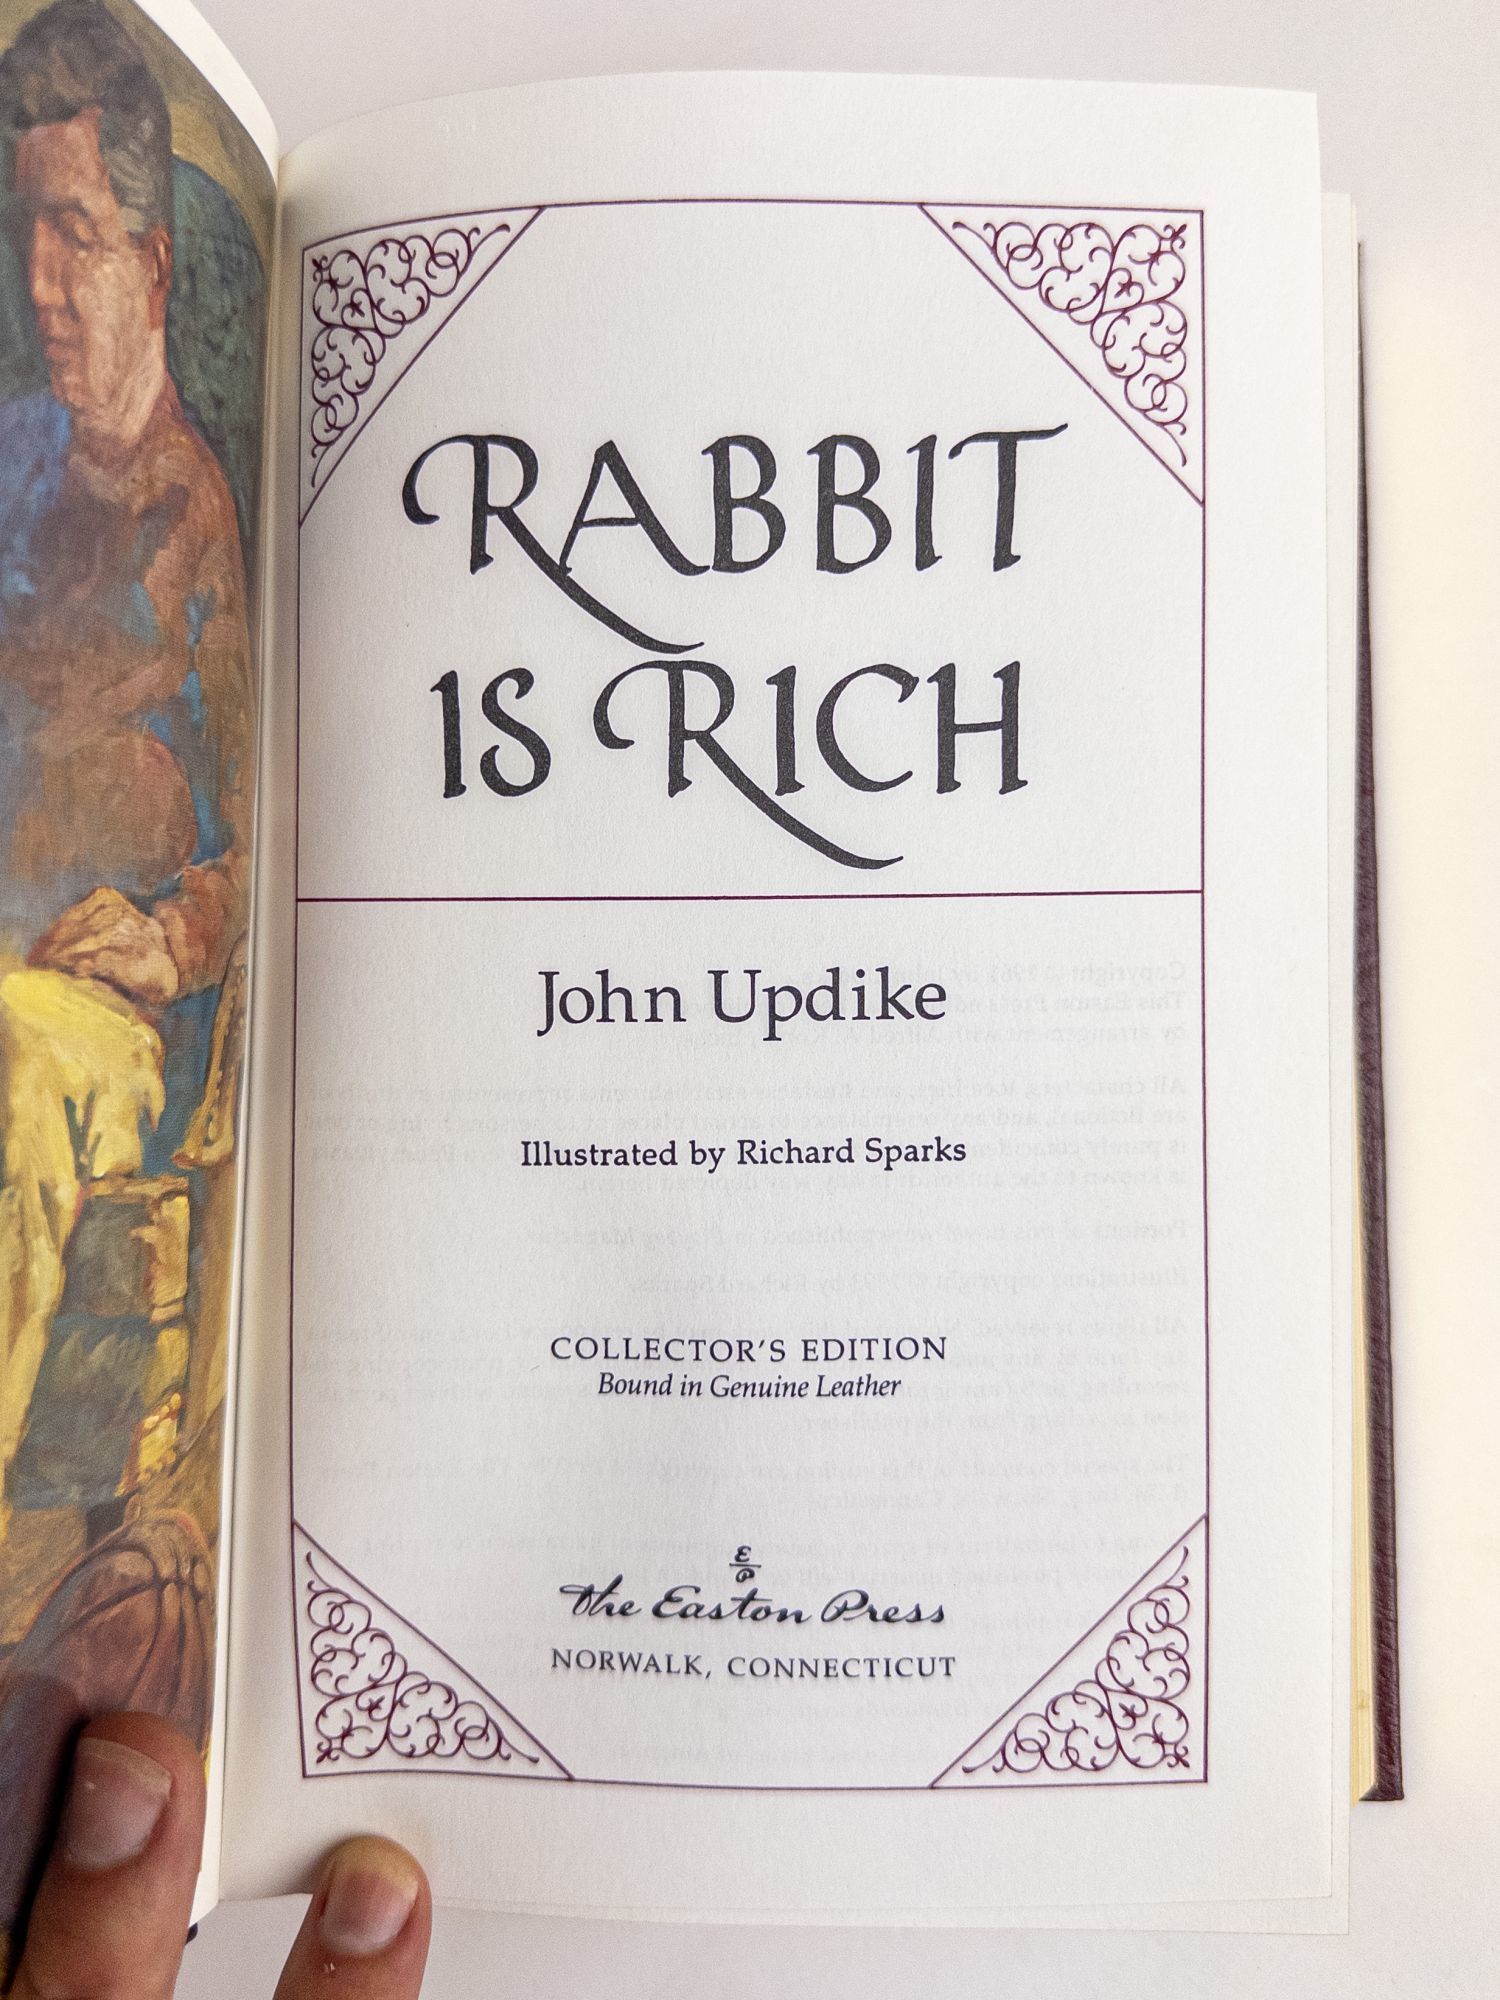 RABBIT
IS RICH
John Updike
Illustrated by Richard Sparks
COLLECTOR'S EDITION
Bound in Genuine Leather
EP
The Easton Press
NORWALK, CONNECTICUT